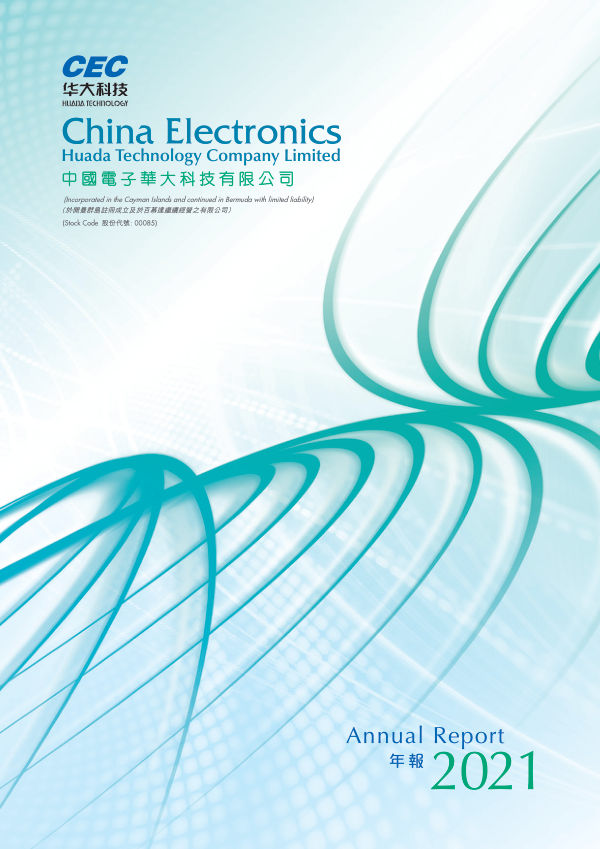 CEC
华大科技
HUADA TECHNOLOGY
China Electronics
Huada Technology Company Limited
中國電子華大科技有限公司
(Incorporated in the Cayman Islands and continued in Bermuda with limited liability)
(於開曼群島註冊成立及於百慕達繼續經營之有限公司)
(Stock Code 股份代號: 00085)
Annual Report
年報 2021